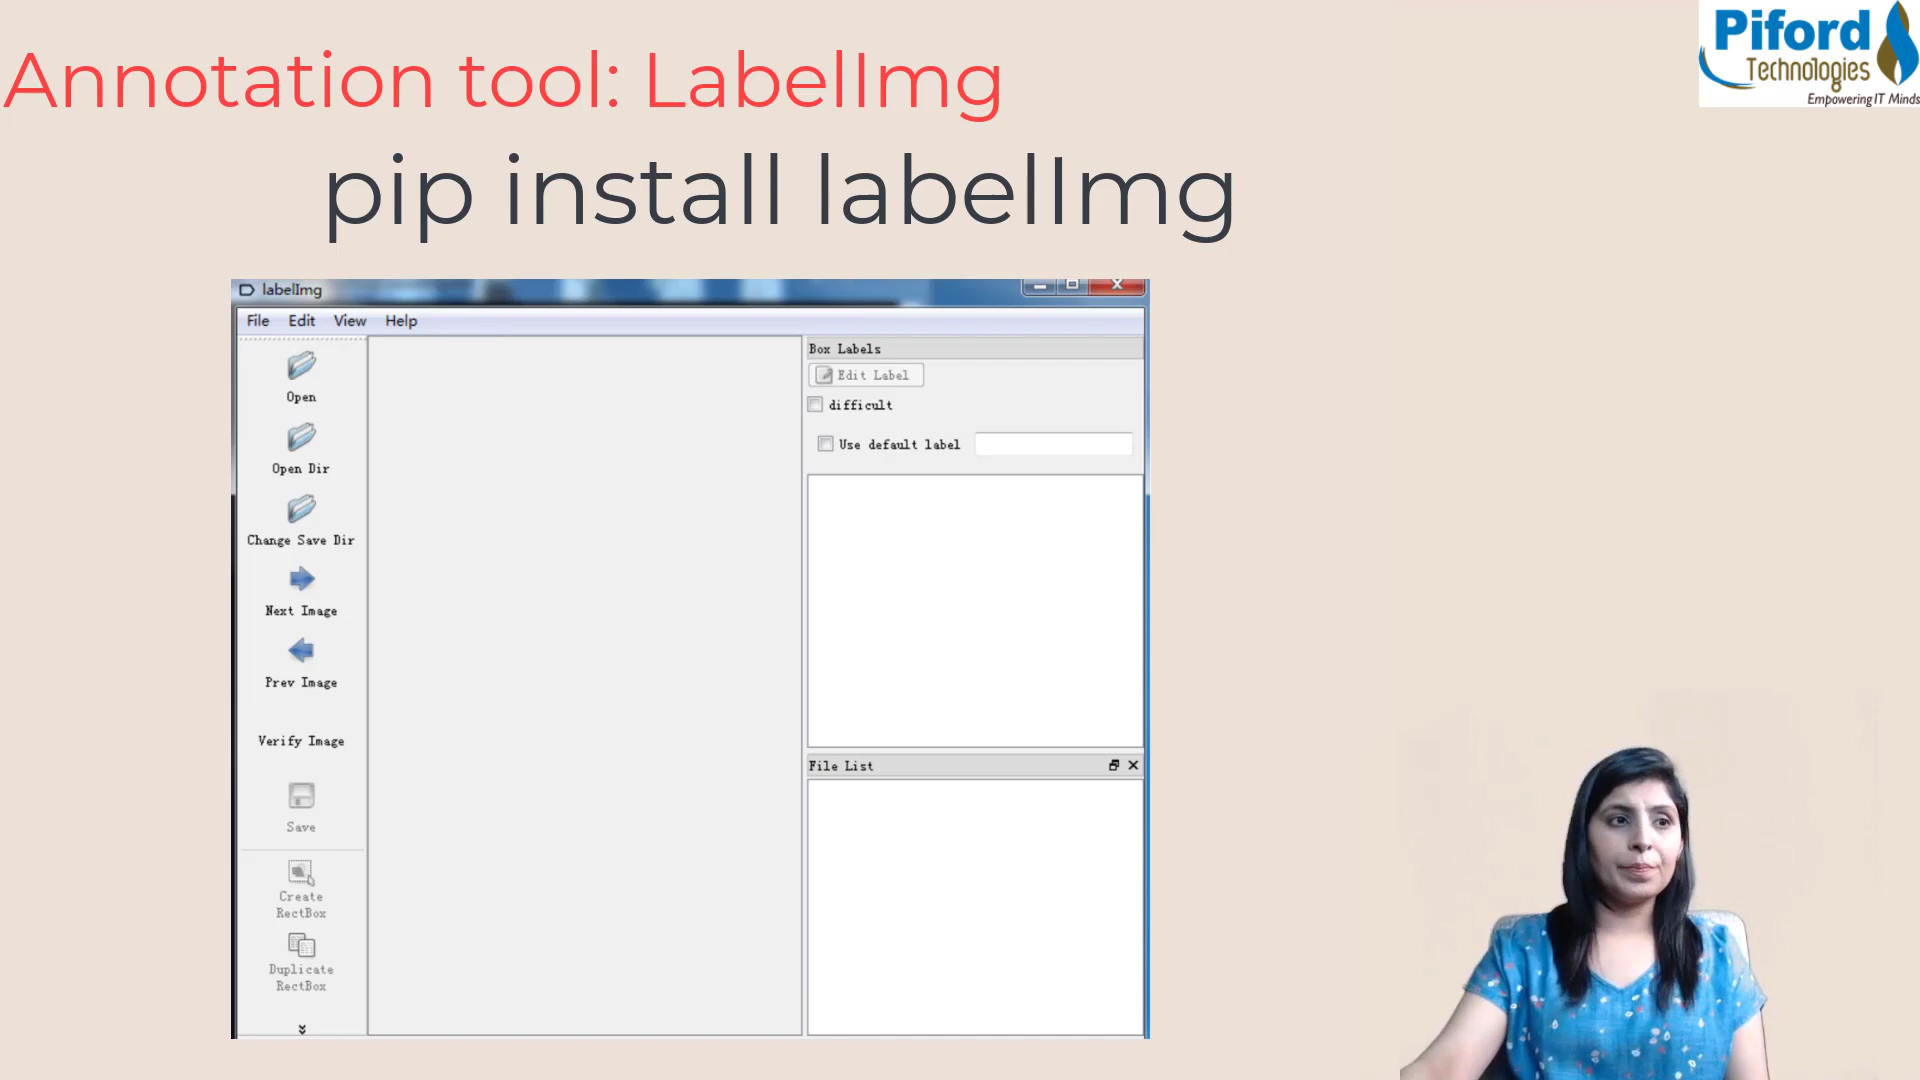 Annotation tool: LabelImg
Piford
Technologies
Empowering IT Minds
pip install labelImg
labelImg
File Edit View Help
Open
Open Dir
Change Save Dir
Next Image
Prev Image
Verify Image
Save
Create
RectBox
Duplicate
RectBox
Box Labels
Edit Label
difficult
Use default label
File List